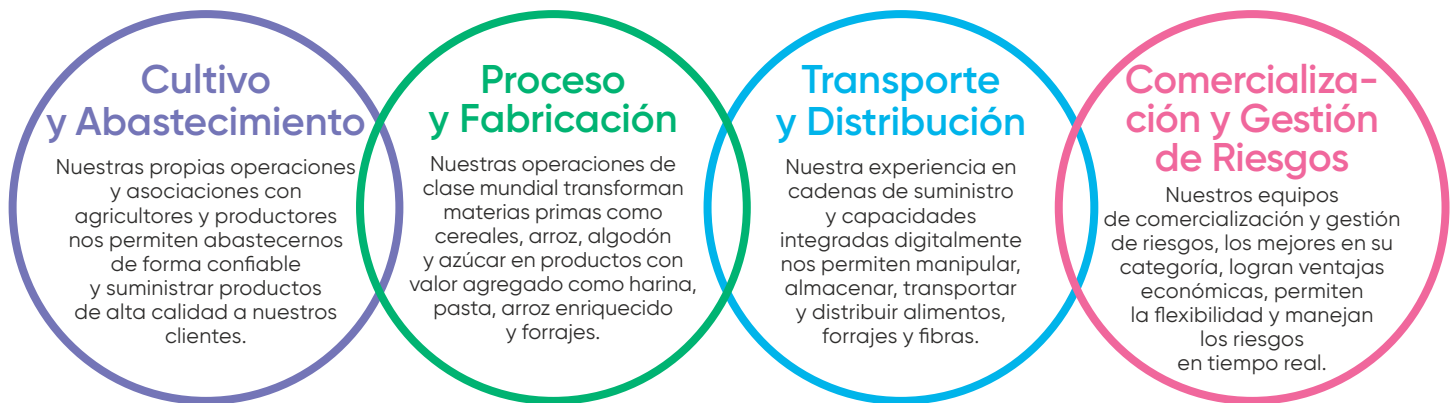 Cultivo
y Abastecimiento
Nuestras propias operaciones
y asociaciones con
agricultores y productores
nos permiten abastecernos
de forma confiable
y suministrar productos
de alta calidad a nuestros
clientes.
Proceso
y Fabricación
Nuestras operaciones de
clase mundial transforman
materias primas como
cereales, arroz, algodón
y azúcar en productos con
valor agregado como harina,
pasta, arroz enriquecido
y forrajes.
Transporte
y Distribución
Nuestra experiencia en
cadenas de suministro
y capacidades
integradas digitalmente
nos permiten manipular,
almacenar, transportar
y distribuir alimentos,
forrajes y fibras.
Comercializa-
ción y Gestión
de Riesgos
Nuestros equipos
de comercialización y gestión
de riesgos, los mejores en su
categoría, logran ventajas
económicas, permiten
la flexibilidad y manejan
los riesgos
en tiempo real.